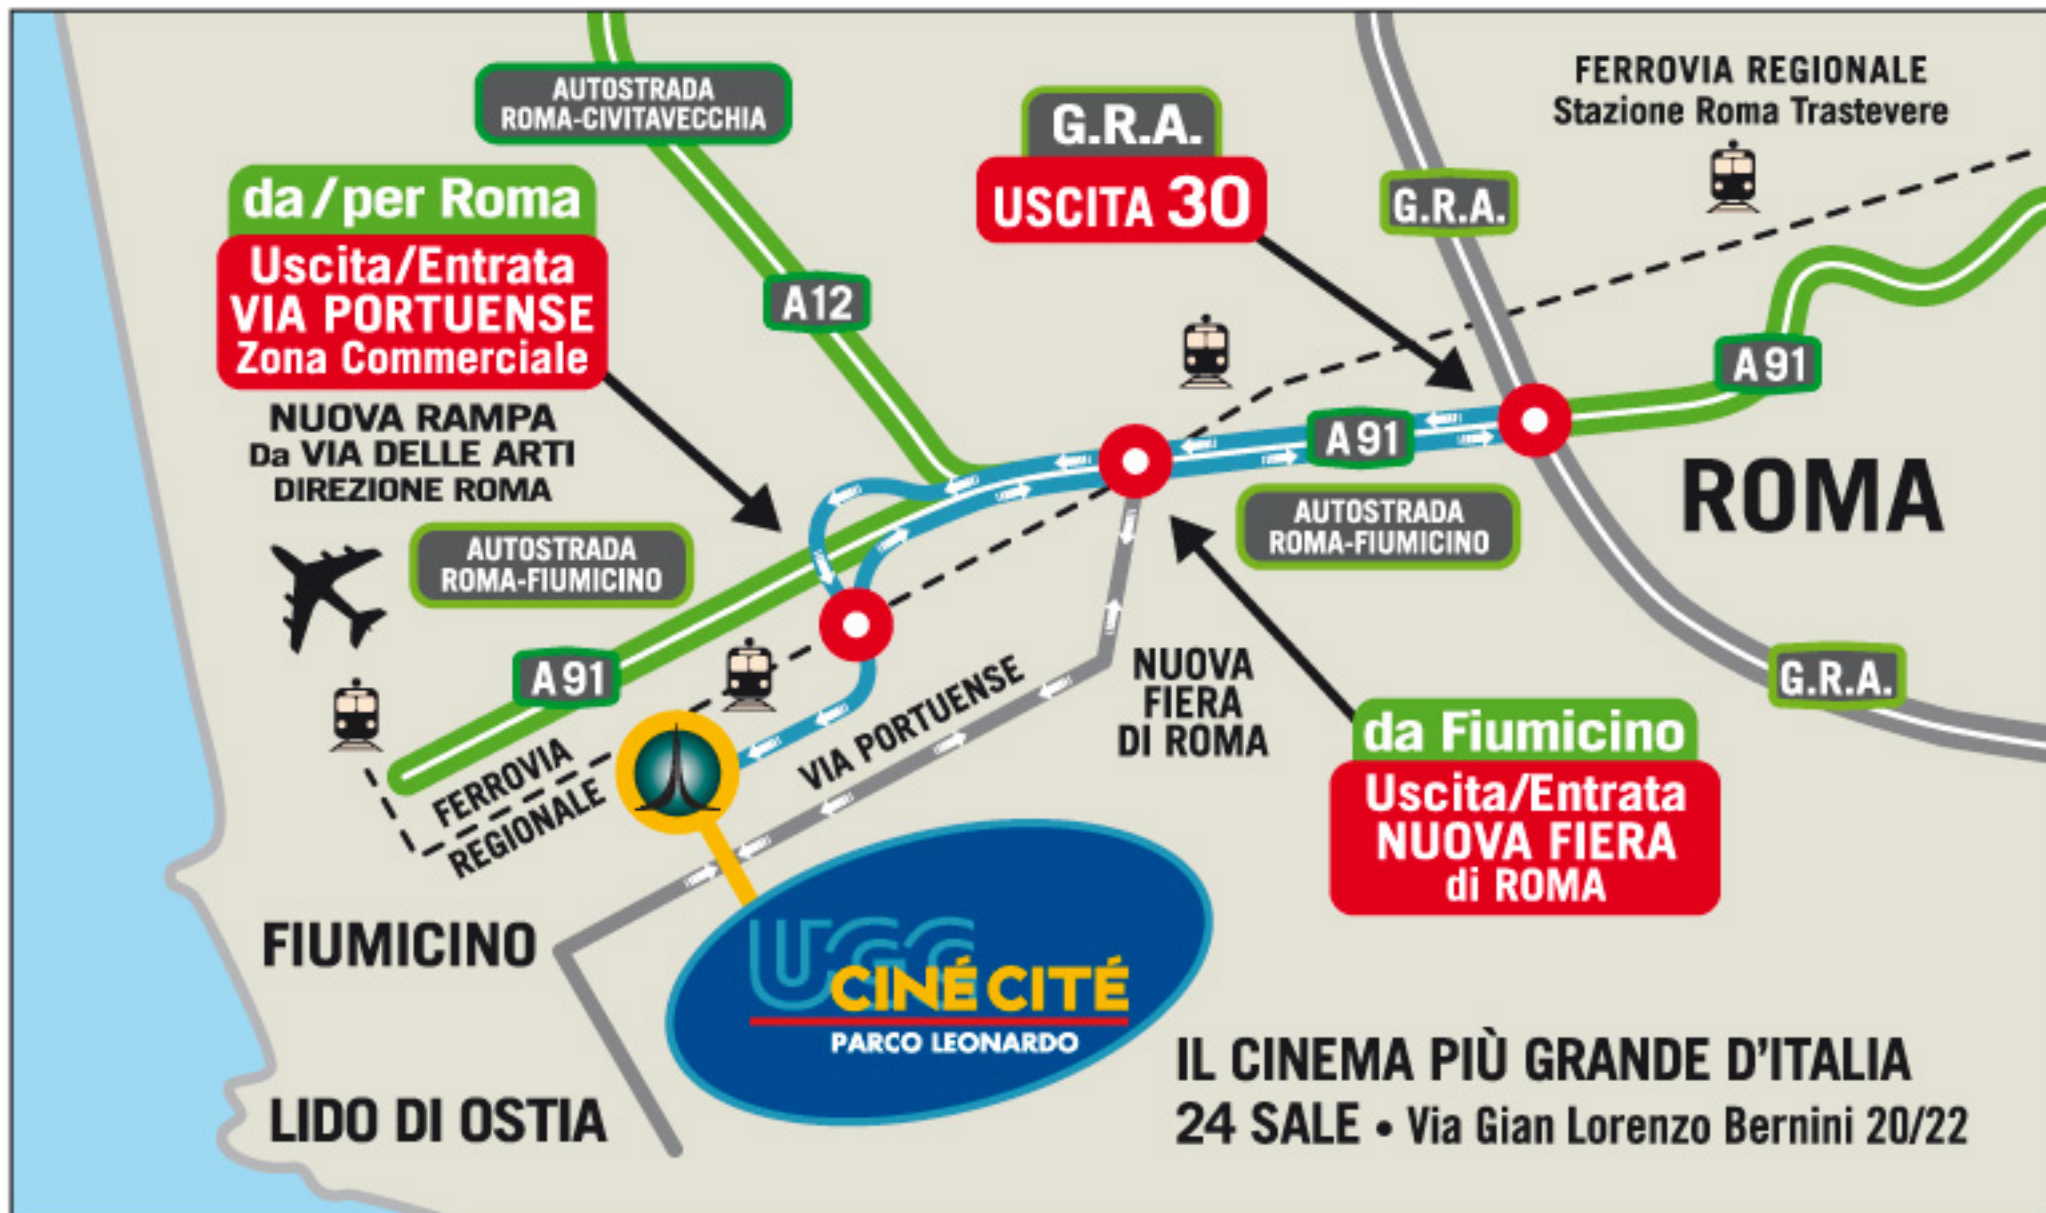 AUTOSTRADA
ROMA-CIVITAVECCHIA
G.R.A.
USCITA 30
FERROVIA REGIONALE
Stazione Roma Trastevere
da/per Roma
Uscita/Entrata
VIA PORTUENSE
Zona Commerciale
G.R.A.
A12
NUOVA RAMPA
Da VIA DELLE ARTI
DIREZIONE ROMA
A91
A91
ROMA
AUTOSTRADA
ROMA-FIUMICINO
AUTOSTRADA
ROMA-FIUMICINO
A91
NUOVA
FIERA
DI ROMA
G.R.A.
VIA PORTUENSE
FERROVIA
REGIONALE
da Fiumicino
Uscita/Entrata
NUOVA FIERA
di ROMA
FIUMICINO
UGC
CINÉ CITÉ
PARCO LEONARDO
LIDO DI OSTIA
IL CINEMA PIÙ GRANDE D'ITALIA
24 SALE • Via Gian Lorenzo Bernini 20/22